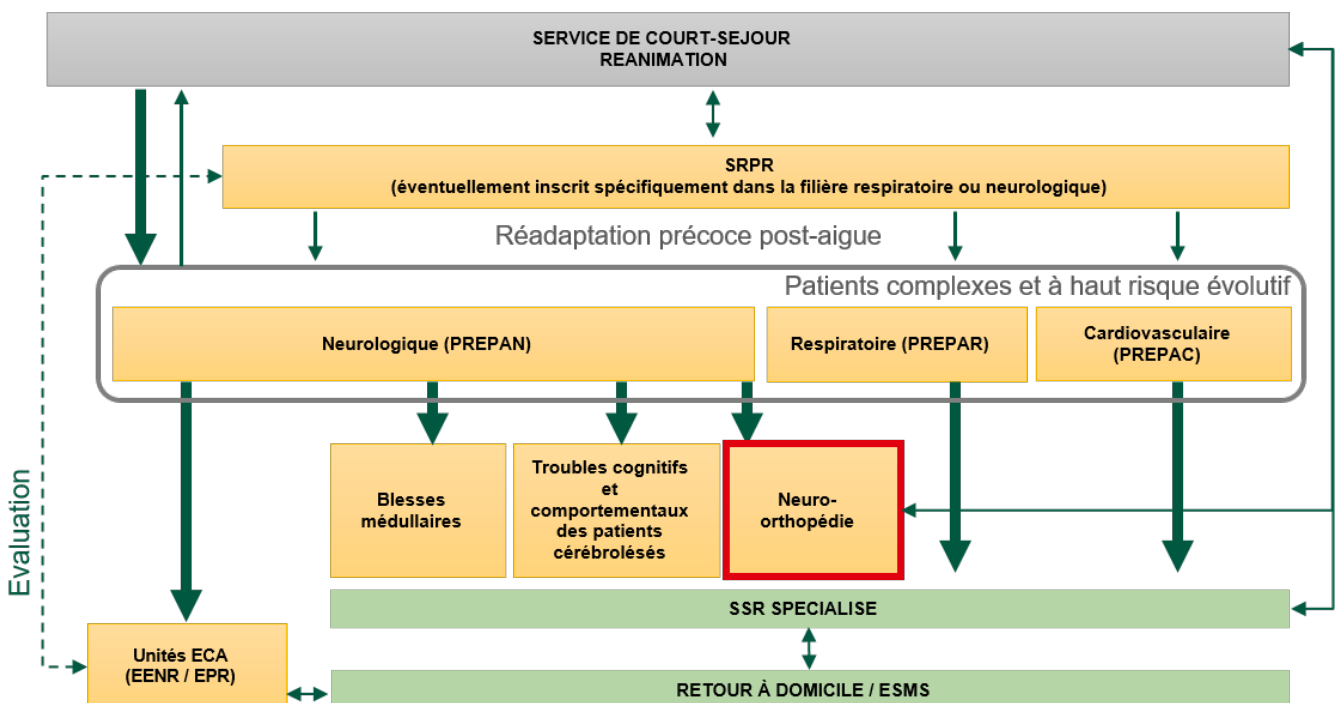 SERVICE DE COURT-SEJOUR
REANIMATION
SRPR
(éventuellement inscrit spécifiquement dans la filière respiratoire ou neurologique)
Réadaptation précoce post-aigue
Patients complexes et à haut risque évolutif
Neurologique (PREPAN)
Respiratoire (PREPAR)
Cardiovasculaire
(PREPAC)
Blesses
médullaires
Troubles cognitifs
et
comportementaux
des patients
cérébrolésés
Neuro-
orthopédie
Evaluation
SSR SPECIALISE
Unités ECA
(EENR / EPR)
RETOUR À DOMICILE / ESMS